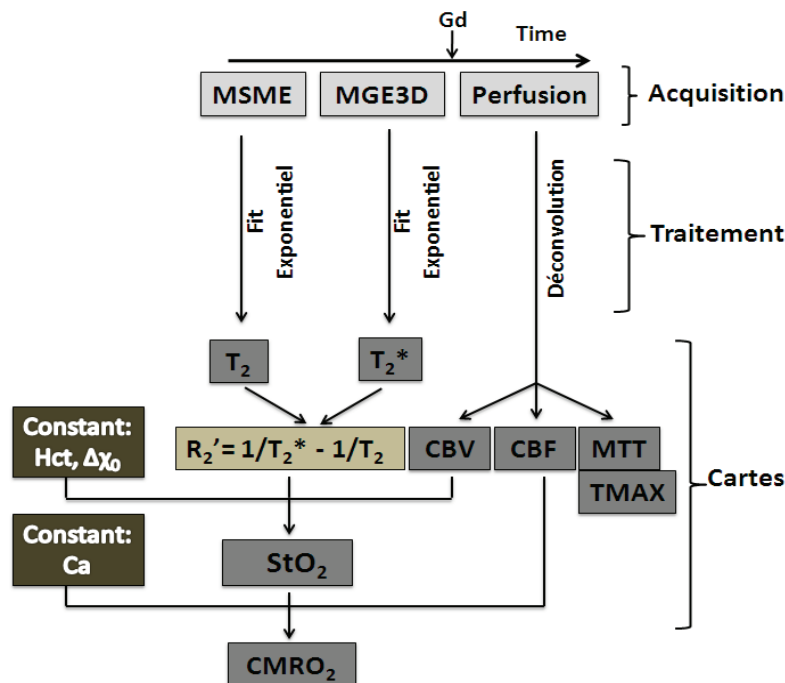 Gd
Time
MSME
MGE3D
Perfusion
Acquisition
Fit
Exponentiel
Fit
Exponentiel
Déconvolution
Traitement
T₂
T₂*
Constant:
Hct, Δχ₀
R₂’= 1/T₂* - 1/T₂
CBV
CBF
MTT
TMAX
Cartes
Constant:
Ca
StO₂
CMRO₂